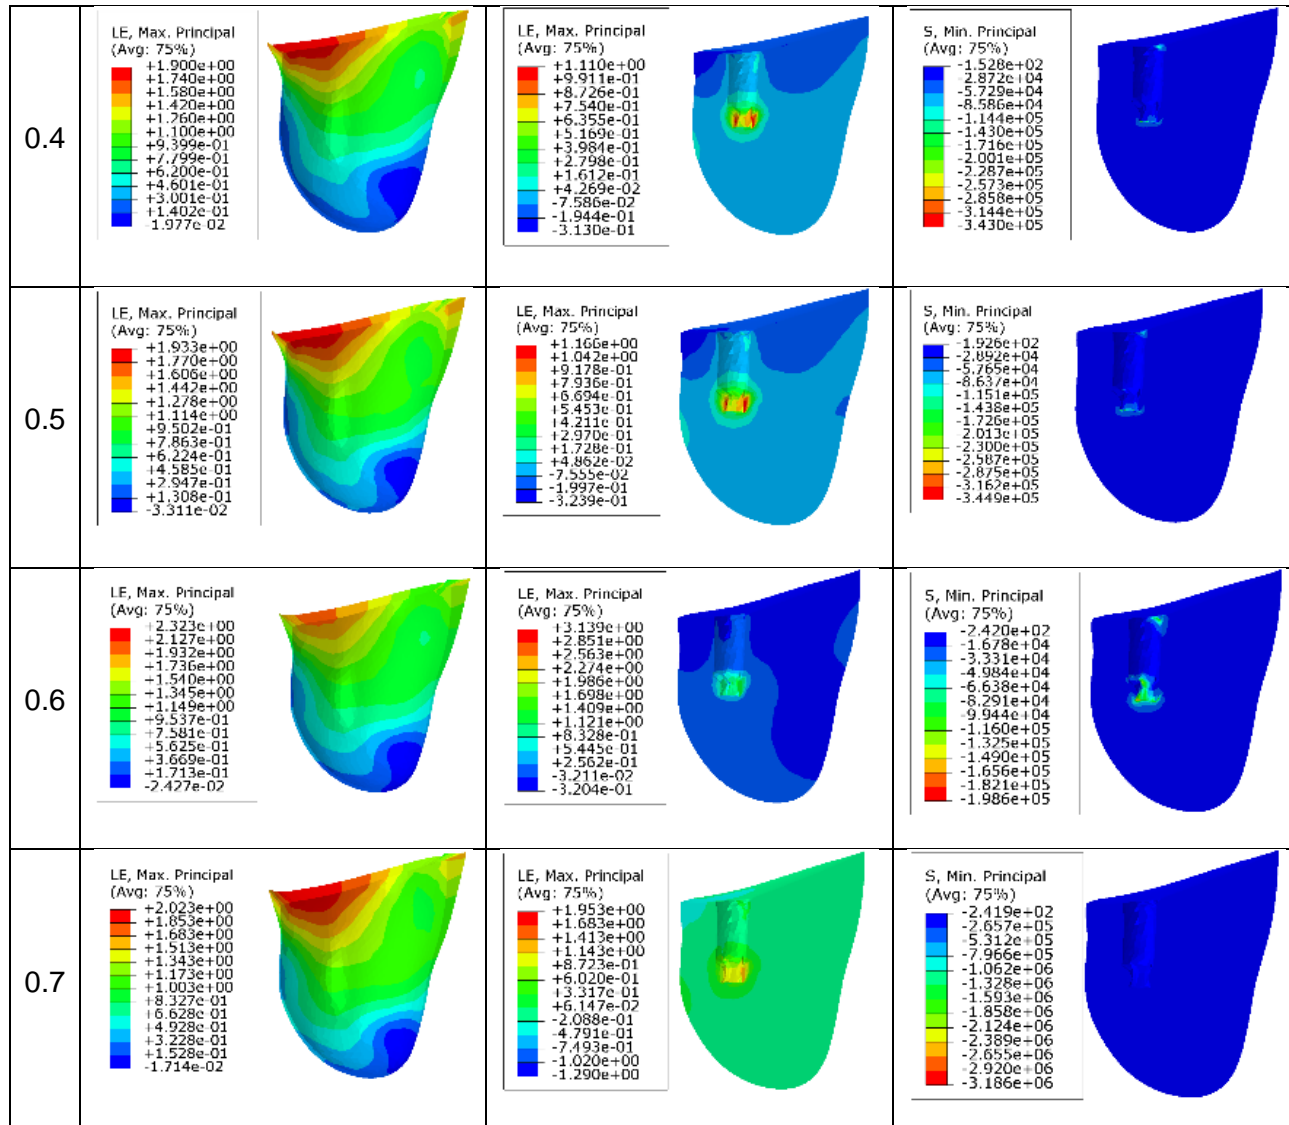 0.4
LE, Max. Principal
(Avg: 75%)
+1.900e+00
+1.740e+00
+1.580e+00
+1.420e+00
+1.260e+00
+1.100e+00
+9.399e-01
+7.799e-01
+6.200e-01
+4.601e-01
+3.001e-01
+1.402e-01
-1.977e-02
LE, Max. Principal
(Avg: 75%)
+1.110e+00
+9.911e-01
+8.726e-01
+7.540e-01
+6.355e-01
+5.169e-01
+3.984e-01
+2.798e-01
+1.612e-01
+4.269e-02
-7.586e-02
-1.944e-01
-3.130e-01
S, Min. Principal
(Avg: 75%)
-1.528e+02
-2.872e+04
-5.729e+04
-8.586e+04
-1.144e+05
-1.430e+05
-1.716e+05
-2.001e+05
-2.287e+05
-2.573e+05
-2.858e+05
-3.144e+05
-3.430e+05
0.5
LE, Max. Principal
(Avg: 75%)
+1.933e+00
+1.770e+00
+1.606e+00
+1.442e+00
+1.278e+00
+1.114e+00
+9.502e-01
+7.863e-01
+6.224e-01
+4.585e-01
+2.947e-01
+1.308e-01
-3.311e-02
LE, Max. Principal
(Avg: 75%)
+1.166e+00
+1.042e+00
+9.178e-01
+7.936e-01
+6.694e-01
+5.453e-01
+4.211e-01
+2.970e-01
+1.728e-01
+4.862e-02
-7.555e-02
-1.997e-01
-3.239e-01
S, Min. Principal
(Avg: 75%)
-1.926e+02
-2.892e+04
-5.765e+04
-8.637e+04
-1.151e+05
-1.438e+05
-1.726e+05
-2.013e+05
-2.300e+05
-2.587e+05
-2.875e+05
-3.162e+05
-3.449e+05
0.6
LE, Max. Principal
(Avg: 75%)
+2.323e+00
+2.127e+00
+1.932e+00
+1.736e+00
+1.540e+00
+1.345e+00
+1.149e+00
+9.537e-01
+7.581e-01
+5.625e-01
+3.669e-01
+1.713e-01
-2.427e-02
LE, Max. Principal
(Avg: 75%)
+3.139e+00
+2.851e+00
+2.563e+00
+2.274e+00
+1.986e+00
+1.698e+00
+1.409e+00
+1.121e+00
+8.328e-01
+5.445e-01
+2.562e-01
-3.211e-02
-3.204e-01
S, Min. Principal
(Avg: 75%)
-2.420e+02
-1.678e+04
-3.331e+04
-4.984e+04
-6.638e+04
-8.291e+04
-9.944e+04
-1.160e+05
-1.325e+05
-1.490e+05
-1.656e+05
-1.821e+05
-1.986e+05
0.7
LE, Max. Principal
(Avg: 75%)
+2.023e+00
+1.853e+00
+1.683e+00
+1.513e+00
+1.343e+00
+1.173e+00
+1.003e+00
+8.327e-01
+6.628e-01
+4.928e-01
+3.228e-01
+1.528e-01
-1.714e-02
LE, Max. Principal
(Avg: 75%)
+1.953e+00
+1.683e+00
+1.413e+00
+1.143e+00
+8.723e-01
+6.020e-01
+3.317e-01
+6.147e-02
-2.088e-01
-4.791e-01
-7.493e-01
-1.020e+00
-1.290e+00
S, Min. Principal
(Avg: 75%)
-2.419e+02
-2.657e+05
-5.312e+05
-7.966e+05
-1.062e+06
-1.328e+06
-1.593e+06
-1.858e+06
-2.124e+06
-2.389e+06
-2.655e+06
-2.920e+06
-3.186e+06